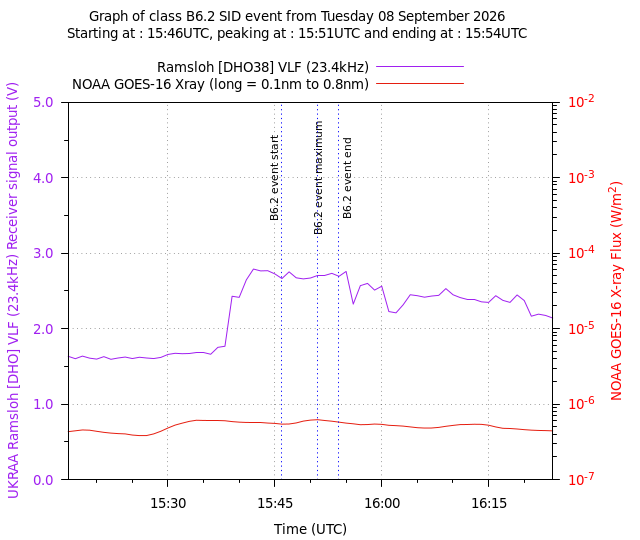 Graph of class B6.2 SID event from Tuesday 08 September 2026
Starting at : 15:46UTC, peaking at : 15:51UTC and ending at : 15:54UTC
Ramsloh [DHO38] VLF (23.4kHz)
NOAA GOES-16 Xray (long = 0.1nm to 0.8nm)
UKRAA Ramsloh [DHO] VLF (23.4kHz) Receiver signal output (V)
5.0
4.0
3.0
2.0
1.0
0.0
B6.2 event start
B6.2 event maximum
B6.2 event end
10-2
10-3
10-4
10-5
10-6
10-7
NOAA GOES-16 X-ray Flux (W/m2)
15:30
15:45
16:00
16:15
Time (UTC)